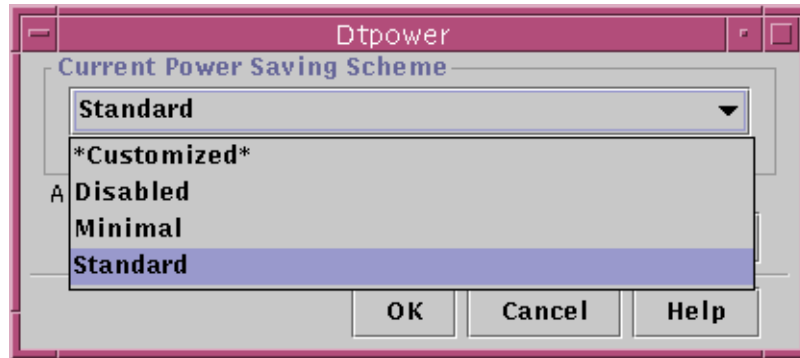 Dtpower
Current Power Saving Scheme
Standard
*Customized*
Disabled
Minimal
Standard
A
OK Cancel Help